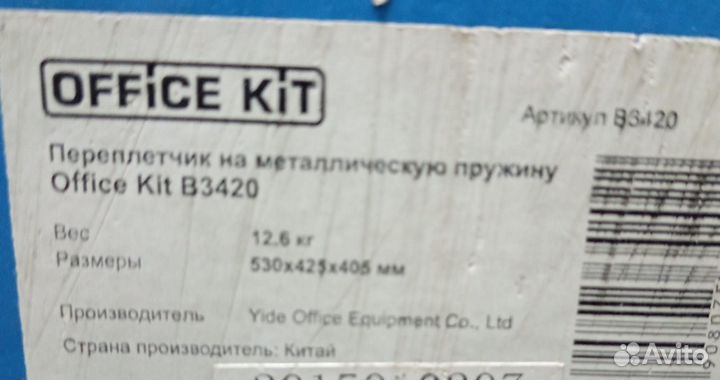 OFFICE KIT
Артикул B3420
Переплетчик на металлическую пружину
Office Kit B3420
Вес 12.6 кг
Размеры 530x425x405 мм
Производитель Yide Office Equipment Co., Ltd
Страна производитель: Китай
Avito